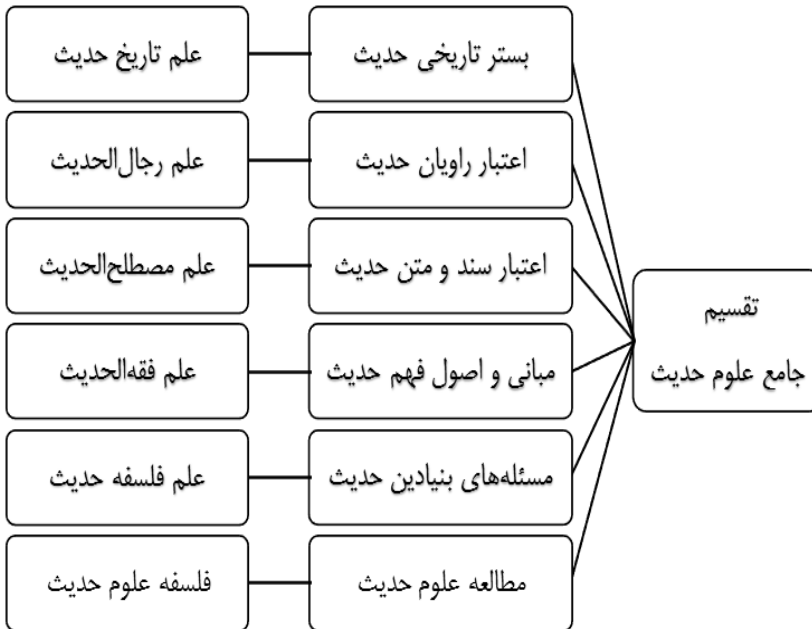 تقسیم
جامع علوم حدیث
بستر تاریخی حدیث
علم تاریخ حدیث
اعتبار راویان حدیث
علم رجال‌الحدیث
اعتبار سند و متن حدیث
علم مصطلح‌الحدیث
مبانی و اصول فهم حدیث
علم فقه‌الحدیث
مسئله‌های بنیادین حدیث
علم فلسفه حدیث
مطالعه علوم حدیث
فلسفه علوم حدیث